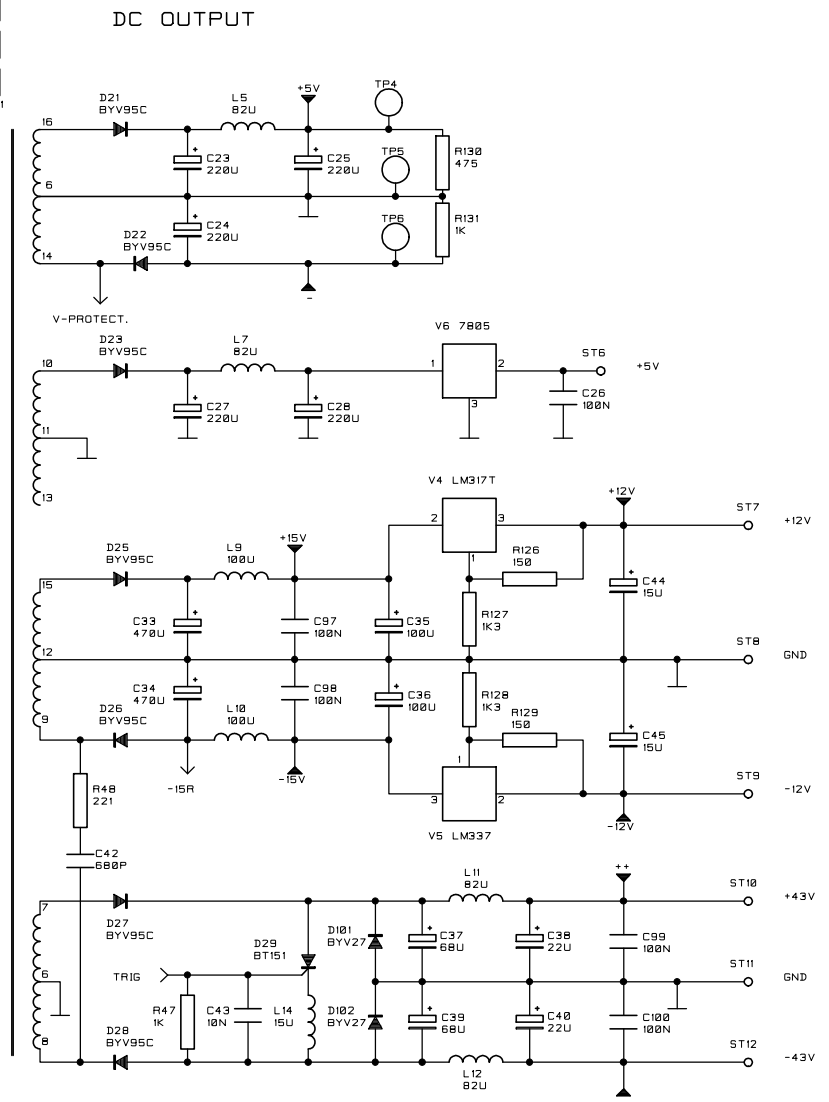 DC OUTPUT
1
16
D21
BYV95C
L5
82U
+5V
TP4
+
C23
220U
+
C25
220U
TP5
R130
475
6
+
C24
220U
TP6
R131
1K
D22
BYV95C
14
-
V-PROTECT.
D23
BYV95C
L7
82U
V6 7805
10
1
2
3
ST6
+5V
+
C27
220U
+
C28
220U
C26
100N
11
13
V4 LM317T
2
3
1
+12V
ST7
+12V
D25
BYV95C
L9
100U
+15V
R126
150
15
+
C33
470U
C97
100N
+
C35
100U
R127
1K3
+
C44
15U
12
ST8
GND
+
C34
470U
C98
100N
+
C36
100U
R128
1K3
R129
150
+
C45
15U
9
D26
BYV95C
L10
100U
-15R
-15V
1
3
2
V5 LM337
-12V
ST9
-12V
R48
221
C42
680P
7
D27
BYV95C
L11
82U
++
ST10
+43V
D29
BT151
D101
BYV27
+
C37
68U
+
C38
22U
C99
100N
TRIG
6
ST11
GND
R47
1K
C43
10N
L14
15U
D102
BYV27
+
C39
68U
+
C40
22U
C100
100N
8
D28
BYV95C
L12
82U
ST12
-43V